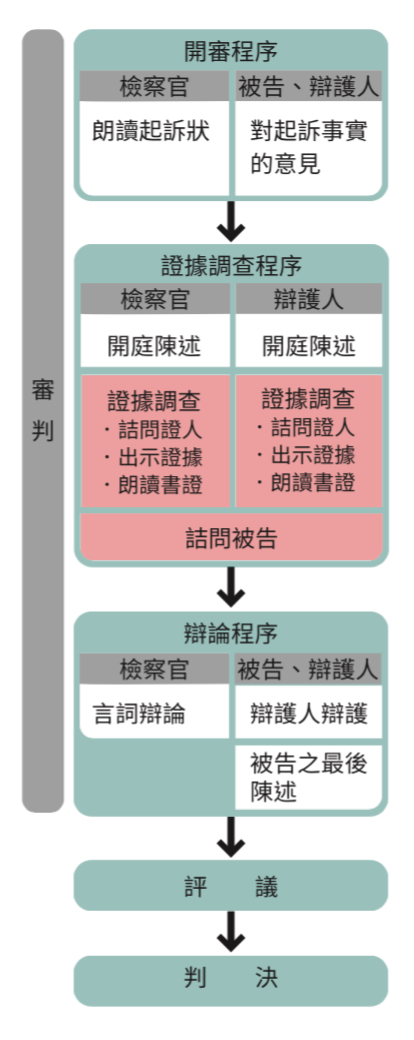 審判
開審程序
檢察官
被告、辯護人
朗讀起訴狀
對起訴事實
的意見
證據調查程序
檢察官
辯護人
開庭陳述
開庭陳述
證據調查
·詰問證人
·出示證據
·朗讀書證
證據調查
·詰問證人
·出示證據
·朗讀書證
詰問被告
辯論程序
檢察官
被告、辯護人
言詞辯論
辯護人辯護
被告之最後
陳述
評 議
判 決